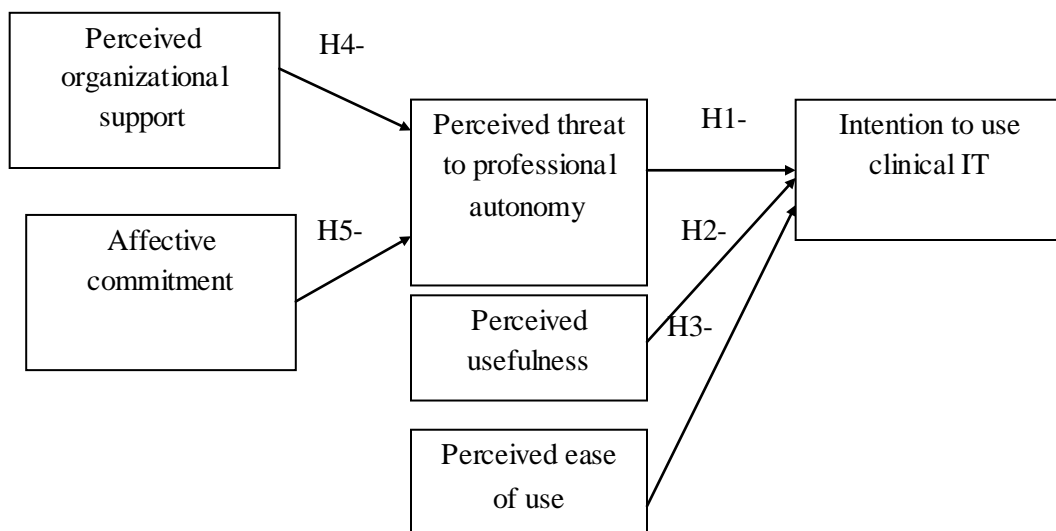 Perceived
organizational
support
H4-
Affective
commitment
H5-
Perceived threat
to professional
autonomy
H1-
Intention to use
clinical IT
H2-
Perceived
usefulness
H3-
Perceived ease
of use